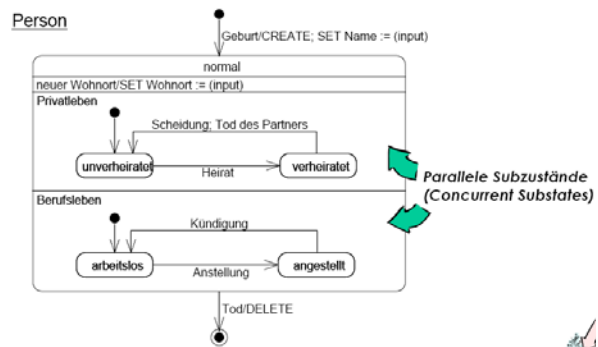 Person
Geburt/CREATE; SET Name := (input)
normal
neuer Wohnort/SET Wohnort := (input)
Privatleben
Scheidung; Tod des Partners
unverheiratet
verheiratet
Heirat
Parallele Subzustände
(Concurrent Substates)
Berufsleben
Kündigung
arbeitslos
angestellt
Anstellung
Tod/DELETE